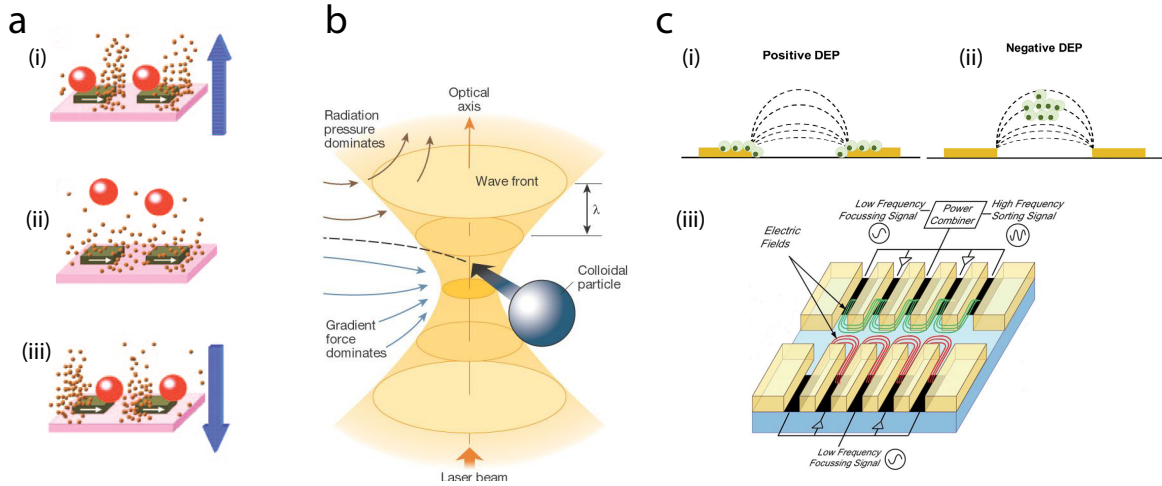 a
(i)
(ii)
(iii)
b
Optical
axis
Radiation
pressure
dominates
Wave front
λ
Colloidal
particle
Gradient
force
dominates
Laser beam
c
(i)
Positive DEP
(ii)
Negative DEP
(iii)
Low Frequency
Focussing Signal
Power
Combiner
High Frequency
Sorting Signal
Electric
Fields
Low Frequency
Focussing Signal